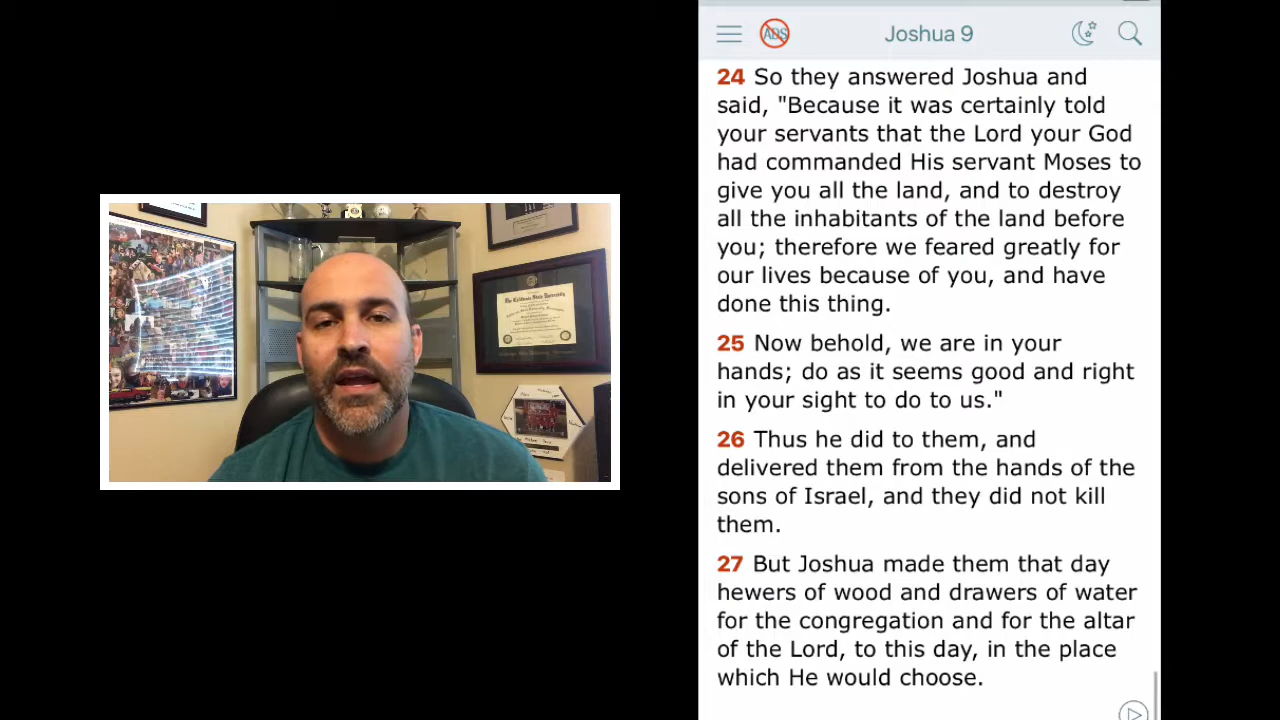 ADS
Joshua 9
24 So they answered Joshua and
said, "Because it was certainly told
your servants that the Lord your God
had commanded His servant Moses to
give you all the land, and to destroy
all the inhabitants of the land before
you; therefore we feared greatly for
our lives because of you, and have
done this thing.
25 Now behold, we are in your
hands; do as it seems good and right
in your sight to do to us."
26 Thus he did to them, and
delivered them from the hands of the
sons of Israel, and they did not kill
them.
27 But Joshua made them that day
hewers of wood and drawers of water
for the congregation and for the altar
of the Lord, to this day, in the place
which He would choose.
The California State University